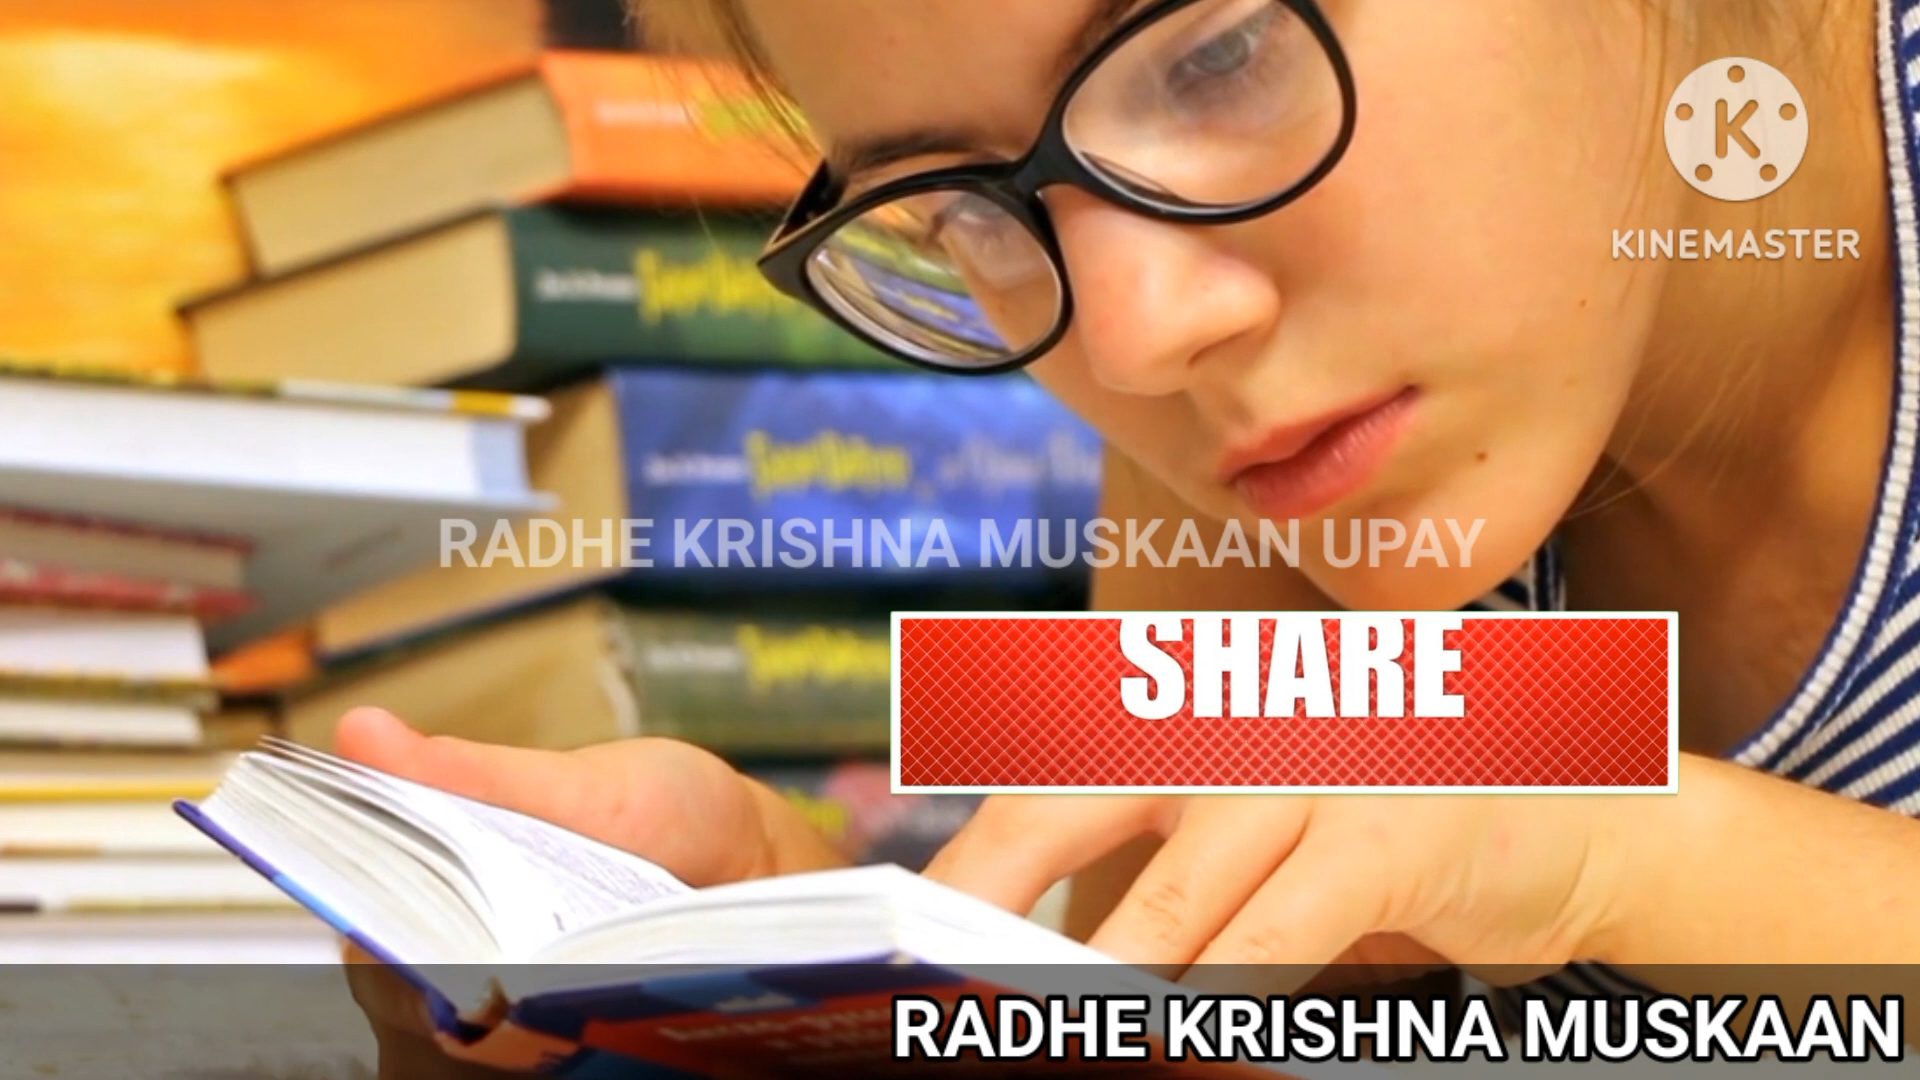 K
KINEMASTER
RADHE KRISHNA MUSKAAN UPAY
SHARE
RADHE KRISHNA MUSKAAN